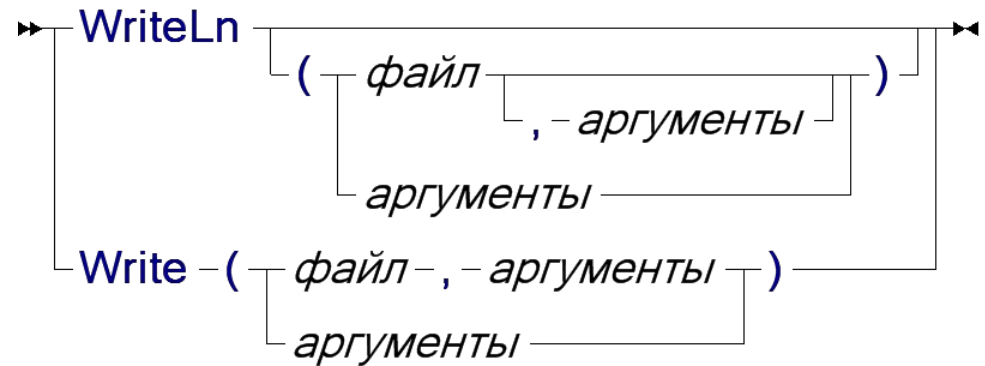 WriteLn
( файл )
, аргументы
аргументы
Write ( файл , аргументы )
аргументы